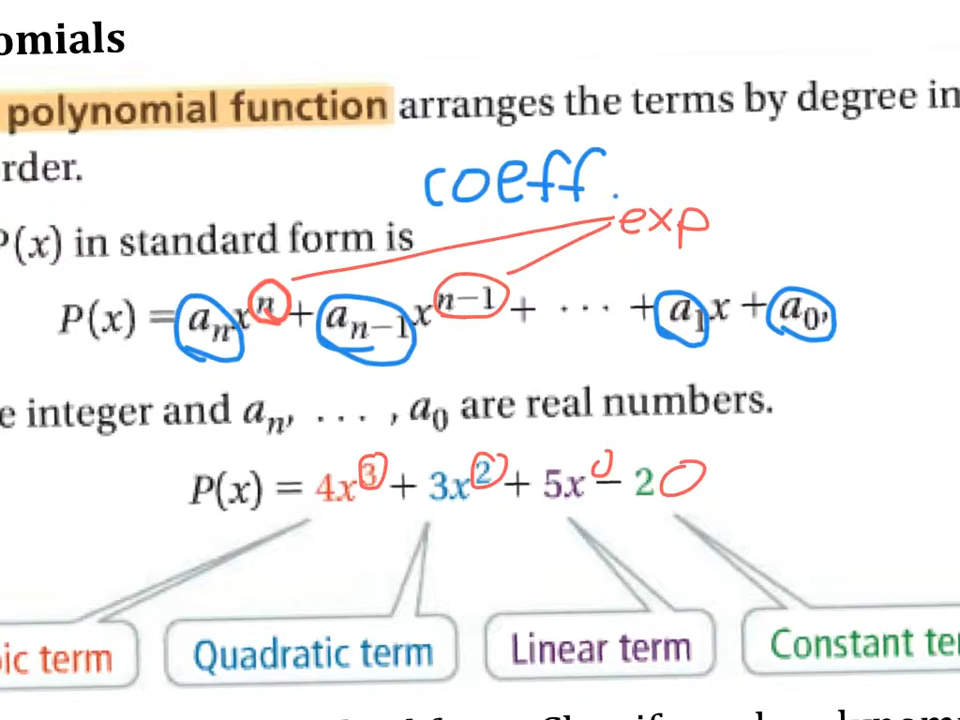 omials
polynomial function arranges the terms by degree in
rder.
coeff.
exp
P(x) in standard form is
P(x) = aₙxⁿ + aₙ₋₁xⁿ⁻¹ + ⋯ + a₁x + a₀,
e integer and aₙ, . . . , a₀ are real numbers.
P(x) = 4x³ + 3x² + 5x – 2
ic term
Quadratic term
Linear term
Constant te